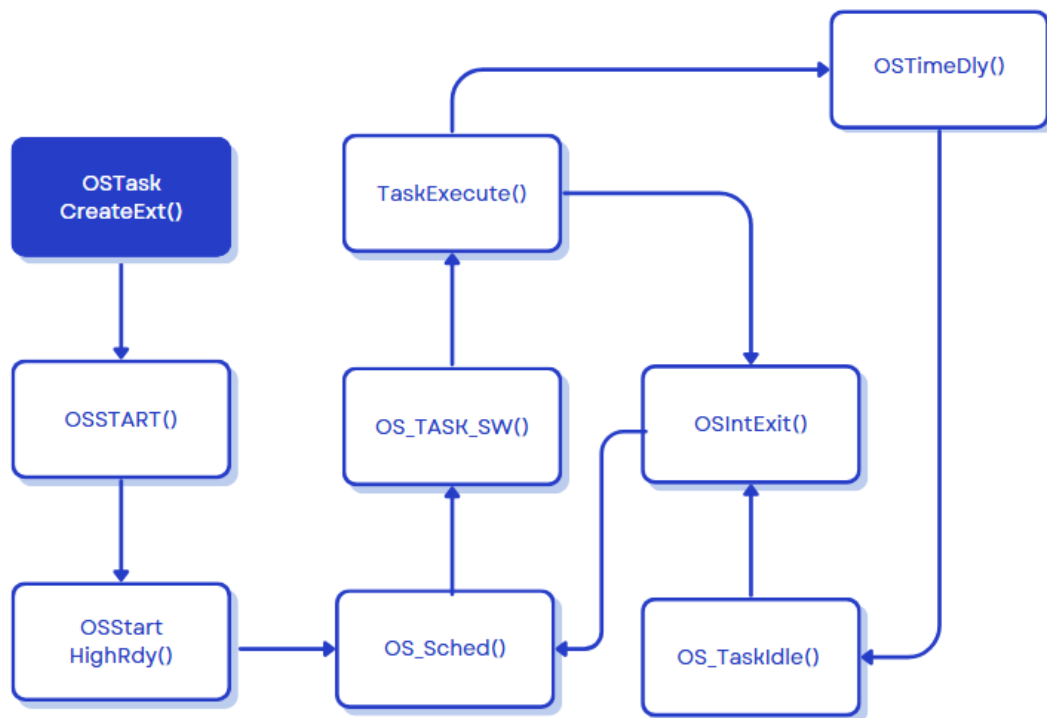 OSTimeDly()
OSTask
CreateExt()
TaskExecute()
OSSTART()
OS_TASK_SW()
OSIntExit()
OSStart
HighRdy()
OS_Sched()
OS_TaskIdle()